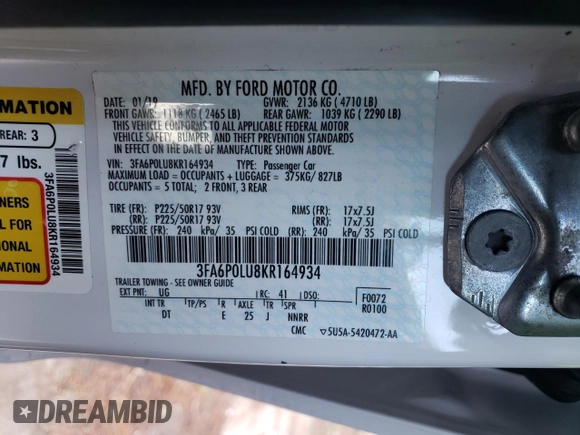 MFD. BY FORD MOTOR CO.
DATE: 01/19 GVWR: 2136 KG ( 4710 LB)
FRONT GAWR: 1118 KG ( 2465 LB) REAR GAWR: 1039 KG ( 2290 LB)
THIS VEHICLE CONFORMS TO ALL APPLICABLE FEDERAL MOTOR
VEHICLE SAFETY, BUMPER, AND THEFT PREVENTION STANDARDS
IN EFFECT ON THE DATE OF MANUFACTURE SHOWN ABOVE.
VIN: 3FA6P0LU8KR164934 TYPE: Passenger Car
MAXIMUM LOAD = OCCUPANTS + LUGGAGE = 375KG/ 827LB
OCCUPANTS = 5 TOTAL: 2 FRONT, 3 REAR
TIRE (FR): P225/50R17 93V RIMS (FR): 17x7.5J
(RR): P225/50R17 93V (RR): 17x7.5J
PRESSURE (FR): 240 kPa/ 35 PSI COLD (RR): 240 kPa/ 35 PSI COLD
3FA6P0LU8KR164934
TRAILER TOWING - SEE OWNER GUIDE
EXT PNT: UG RC: 41 DSO: F0072
INT TR TP/PS R AXLE TR SPR R0100
DT E 25 J NNRR
CMC ▽5U5A-5420472-AA
MATION
REAR: 3
7 lbs.
NERS
L FOR
IONAL
RMATION
3FA6P0LU8KR164934
DREAMBID